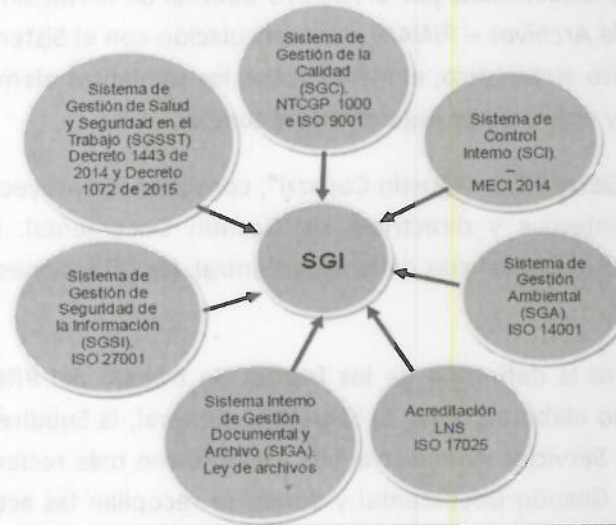 Sistema de
Gestión de la
Calidad
(SGC).
NTCGP 1000
e ISO 9001
Sistema de
Gestión de Salud
y Seguridad en el
Trabajo (SGSST)
Decreto 1443 de
2014 y Decreto
1072 de 2015
Sistema de
Control
Interno (SCI).
–
MECI 2014
SGI
Sistema de
Gestión de
Seguridad de
la Información
(SGSI).
ISO 27001
Sistema de
Gestión
Ambiental
(SGA).
ISO 14001
Sistema Interno
de Gestión
Documental y
Archivo (SIGA).
Ley de archivos
Acreditación
LNS
ISO 17025